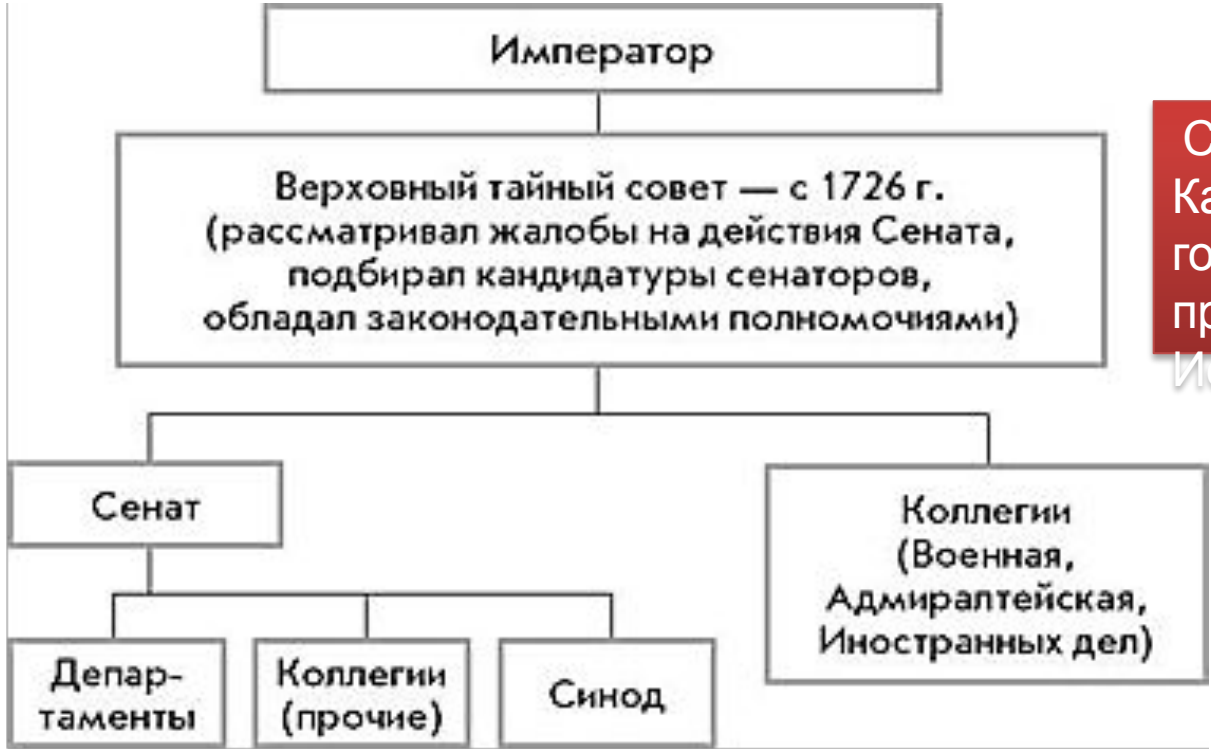 Император
Верховный тайный совет — с 1726 г.
(рассматривал жалобы на действия Сената,
подбирал кандидатуры сенаторов,
обладал законодательными полномочиями)
Сенат
Коллегии
(Военная,
Адмиралтейская,
Иностранных дел)
Депар-
таменты
Коллегии
(прочие)
Синод